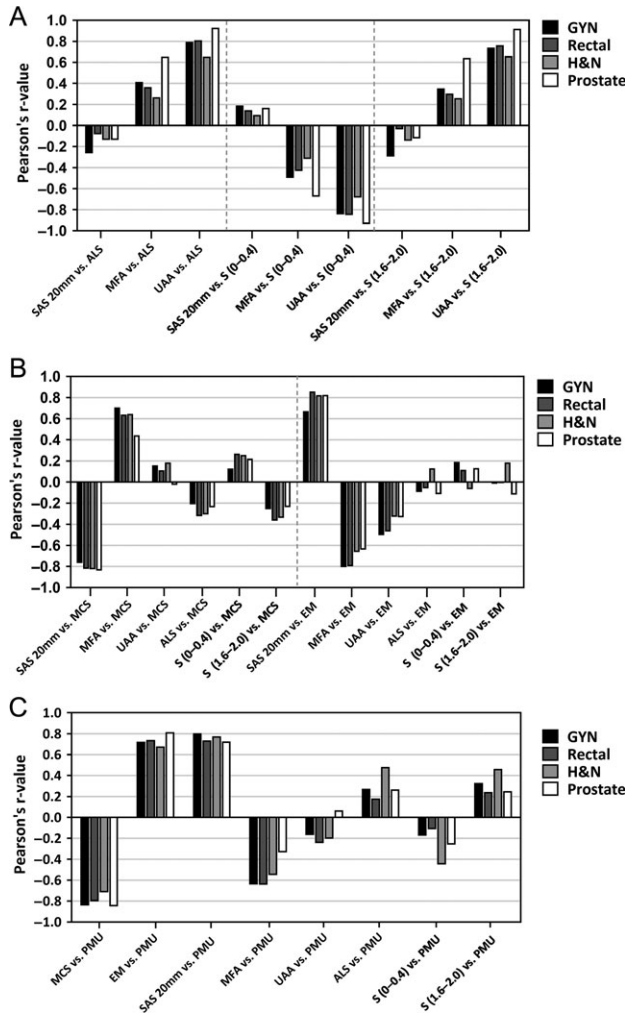 A
1.0
0.8
0.6
0.4
0.2
0.0
−0.2
−0.4
−0.6
−0.8
−1.0
Pearson's r-value
GYN
Rectal
H&N
Prostate
SAS 20mm vs. ALS
MFA vs. ALS
UAA vs. ALS
SAS 20mm vs. S (0–0.4)
MFA vs. S (0–0.4)
UAA vs. S (0–0.4)
SAS 20mm vs. S (1.6–2.0)
MFA vs. S (1.6–2.0)
UAA vs. S (1.6–2.0)
B
1.0
0.8
0.6
0.4
0.2
0.0
−0.2
−0.4
−0.6
−0.8
−1.0
Pearson's r-value
GYN
Rectal
H&N
Prostate
SAS 20mm vs. MCS
MFA vs. MCS
UAA vs. MCS
ALS vs. MCS
S (0–0.4) vs. MCS
S (1.6–2.0) vs. MCS
SAS 20mm vs. EM
MFA vs. EM
UAA vs. EM
ALS vs. EM
S (0–0.4) vs. EM
S (1.6–2.0) vs. EM
C
1.0
0.8
0.6
0.4
0.2
0.0
−0.2
−0.4
−0.6
−0.8
−1.0
Pearson's r-value
GYN
Rectal
H&N
Prostate
MCS vs. PMU
EM vs. PMU
SAS 20mm vs. PMU
MFA vs. PMU
UAA vs. PMU
ALS vs. PMU
S (0–0.4) vs. PMU
S (1.6–2.0) vs. PMU